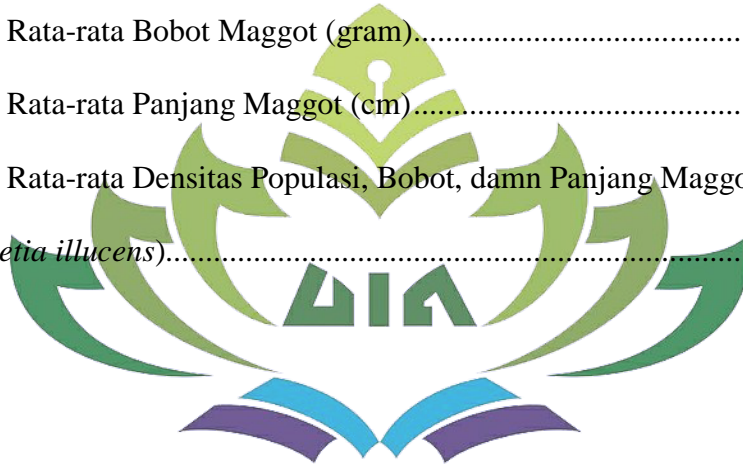 Rata-rata Bobot Maggot (gram)......................................
Rata-rata Panjang Maggot (cm)......................................
Rata-rata Densitas Populasi, Bobot, damn Panjang Maggo
etia illucens)..........................................................................
UIN